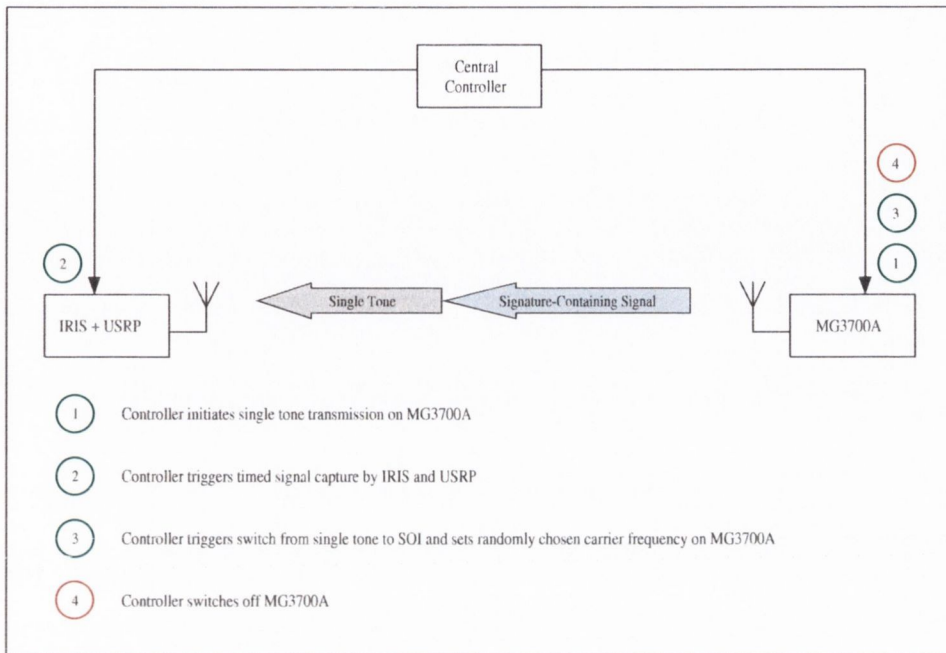 Central
Controller
4
3
2
1
Single Tone
Signature-Containing Signal
IRIS + USRP
MG3700A
1 Controller initiates single tone transmission on MG3700A
2 Controller triggers timed signal capture by IRIS and USRP
3 Controller triggers switch from single tone to SOI and sets randomly chosen carrier frequency on MG3700A
4 Controller switches off MG3700A